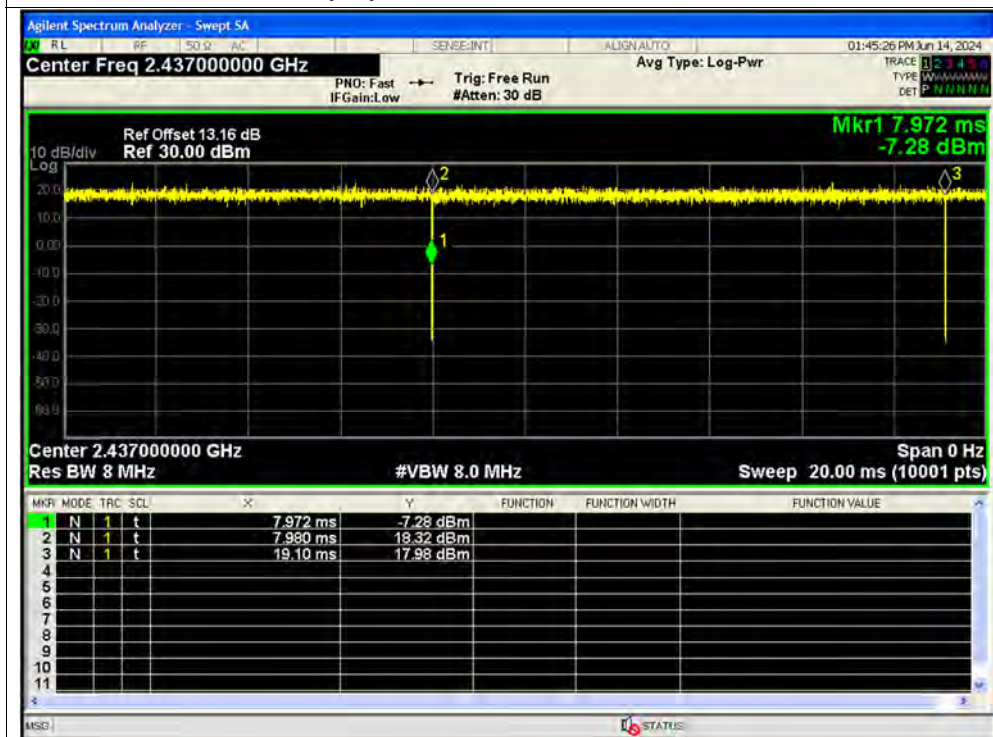 Agilent Spectrum Analyzer - Swept SA
RL RF 50 Ω AC SENSE:INT ALIGN AUTO 01:45:26 PM Jun 14, 2024
Center Freq 2.437000000 GHz
PNO: Fast
IFGain:Low
Trig: Free Run
#Atten: 30 dB
Avg Type: Log-Pwr
TRACE 1 2 3 4 5 6
TYPE
DET P N N N N N
Ref Offset 13.16 dB
10 dB/div Ref 30.00 dBm
Log
Mkr1 7.972 ms
-7.28 dBm
20.0
10.0
0.00
-10.0
-20.0
-30.0
-40.0
-50.0
2
3
1
Center 2.437000000 GHz Span 0 Hz
Res BW 8 MHz #VBW 8.0 MHz Sweep 20.00 ms (10001 pts)
MKR MODE TRC SCL X Y FUNCTION FUNCTION WIDTH FUNCTION VALUE
1 N 1 t 7.972 ms -7.28 dBm
2 N 1 t 7.980 ms 18.32 dBm
3 N 1 t 19.10 ms 17.98 dBm
4
5
6
7
8
9
10
11
MSG STATUS